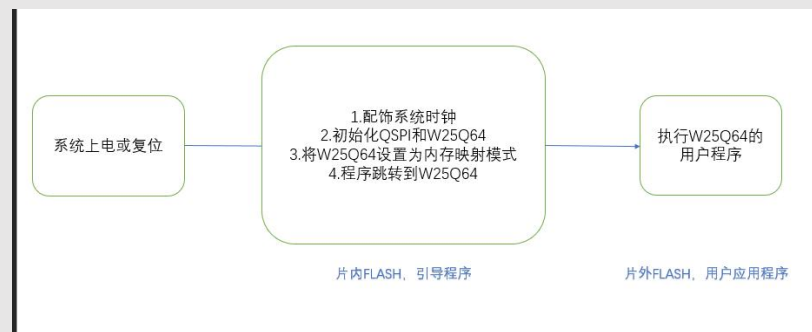 系统上电或复位
1.配饰系统时钟
2.初始化QSPI和W25Q64
3.将W25Q64设置为内存映射模式
4.程序跳转到W25Q64
执行W25Q64的
用户程序
片内FLASH，引导程序
片外FLASH，用户应用程序